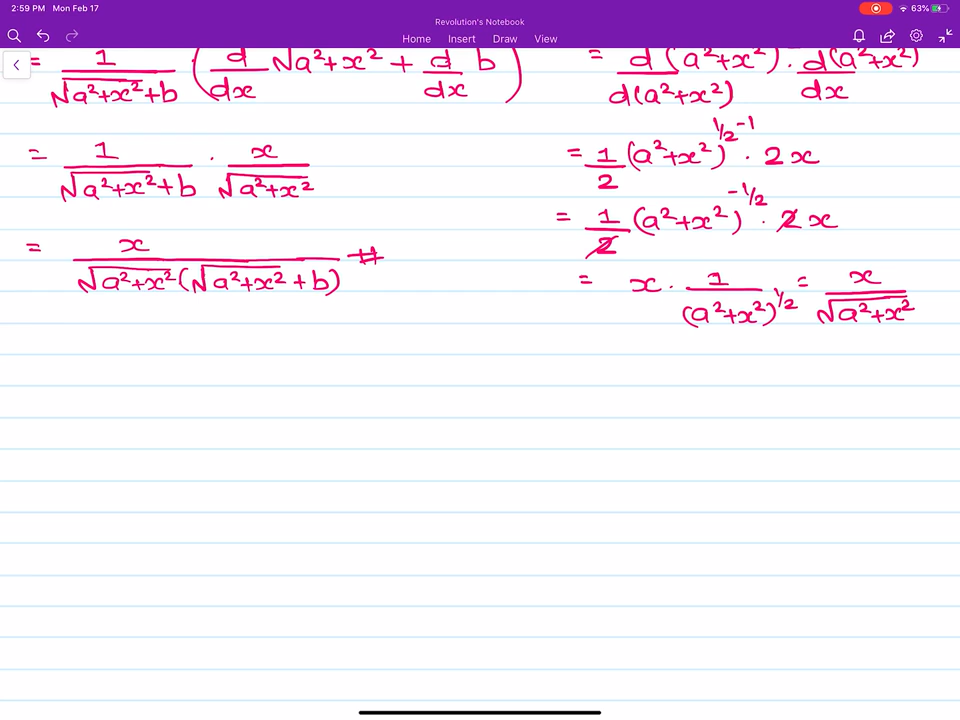 2:59 PM Mon Feb 17
63%
Revolution's Notebook
Home Insert Draw View
= 1/(√a²+x²+b) (d/dx √a²+x² + d/dx b)
= 1/(√a²+x²+b) · x/√a²+x²
= x/(√a²+x²(√a²+x²+b)) #
= d(a²+x²)/d(a²+x²) · d(a²+x²)/dx
= 1/2 (a²+x²)^(1/2-1) · 2x
= 1/2 (a²+x²)^(-1/2) · 2x
= x · 1/(a²+x²)^(1/2) = x/√a²+x²